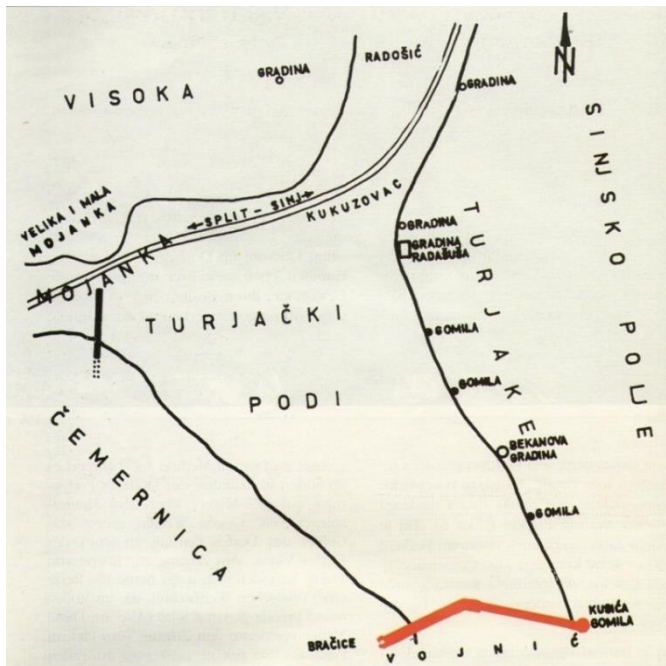 RADOŠIĆ
GRADINA
GRADINA
VISOKA
N
SINJSKO POLJE
VELIKA I MALA
MOJANKA
SPLIT - SINJ
KUKUZOVAC
MOJANKA
GRADINA
GRADINA
RADAŠUŠA
TURJAKE
TURJAČKI
PODI
GOMILA
GOMILA
BEKANOVA
GRADINA
ČEMERNICA
GOMILA
KUBIĆA
GOMILA
BRAČICE
VOJNIĆ